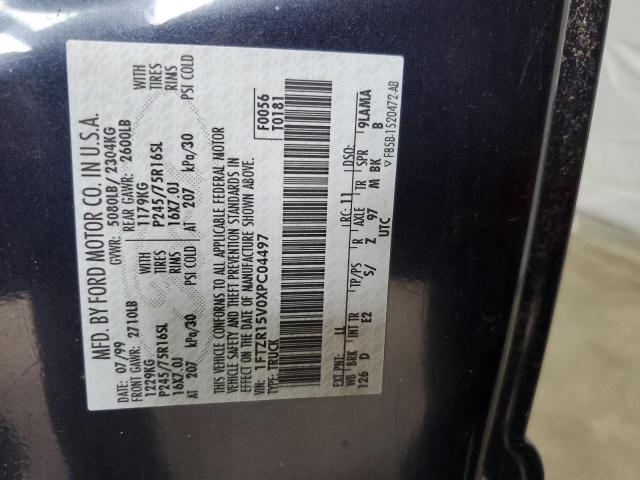 MFD. BY FORD MOTOR CO. IN U.S.A.
07/99 GVWR: 5080LB/ 2304KG
FRONT GAWR: 2710LB REAR GAWR: 2600LB
1229KG WITH 1179KG WITH
P245/75R16SL TIRES P245/75R16SL TIRES
16X7.0J RIMS 16X7.0J RIMS
AT 207 kPa/30 PSI COLD AT 207 kPa/30 PSI COLD
THIS VEHICLE CONFORMS TO ALL APPLICABLE FEDERAL MOTOR
VEHICLE SAFETY AND THEFT PREVENTION STANDARDS IN
EFFECT ON THE DATE OF MANUFACTURE SHOWN ABOVE.
VIN: 1FTZR15V0XPC04497 F0056
TYPE: TRUCK T0181
EXT PNT: LL RC: 11 DSO: 9LAMA
WB BRK TP/PS R AXLE TR SPR B
126 D E2 S/ Z 97 M BK
UTC ▽ F85B-1520472-AB